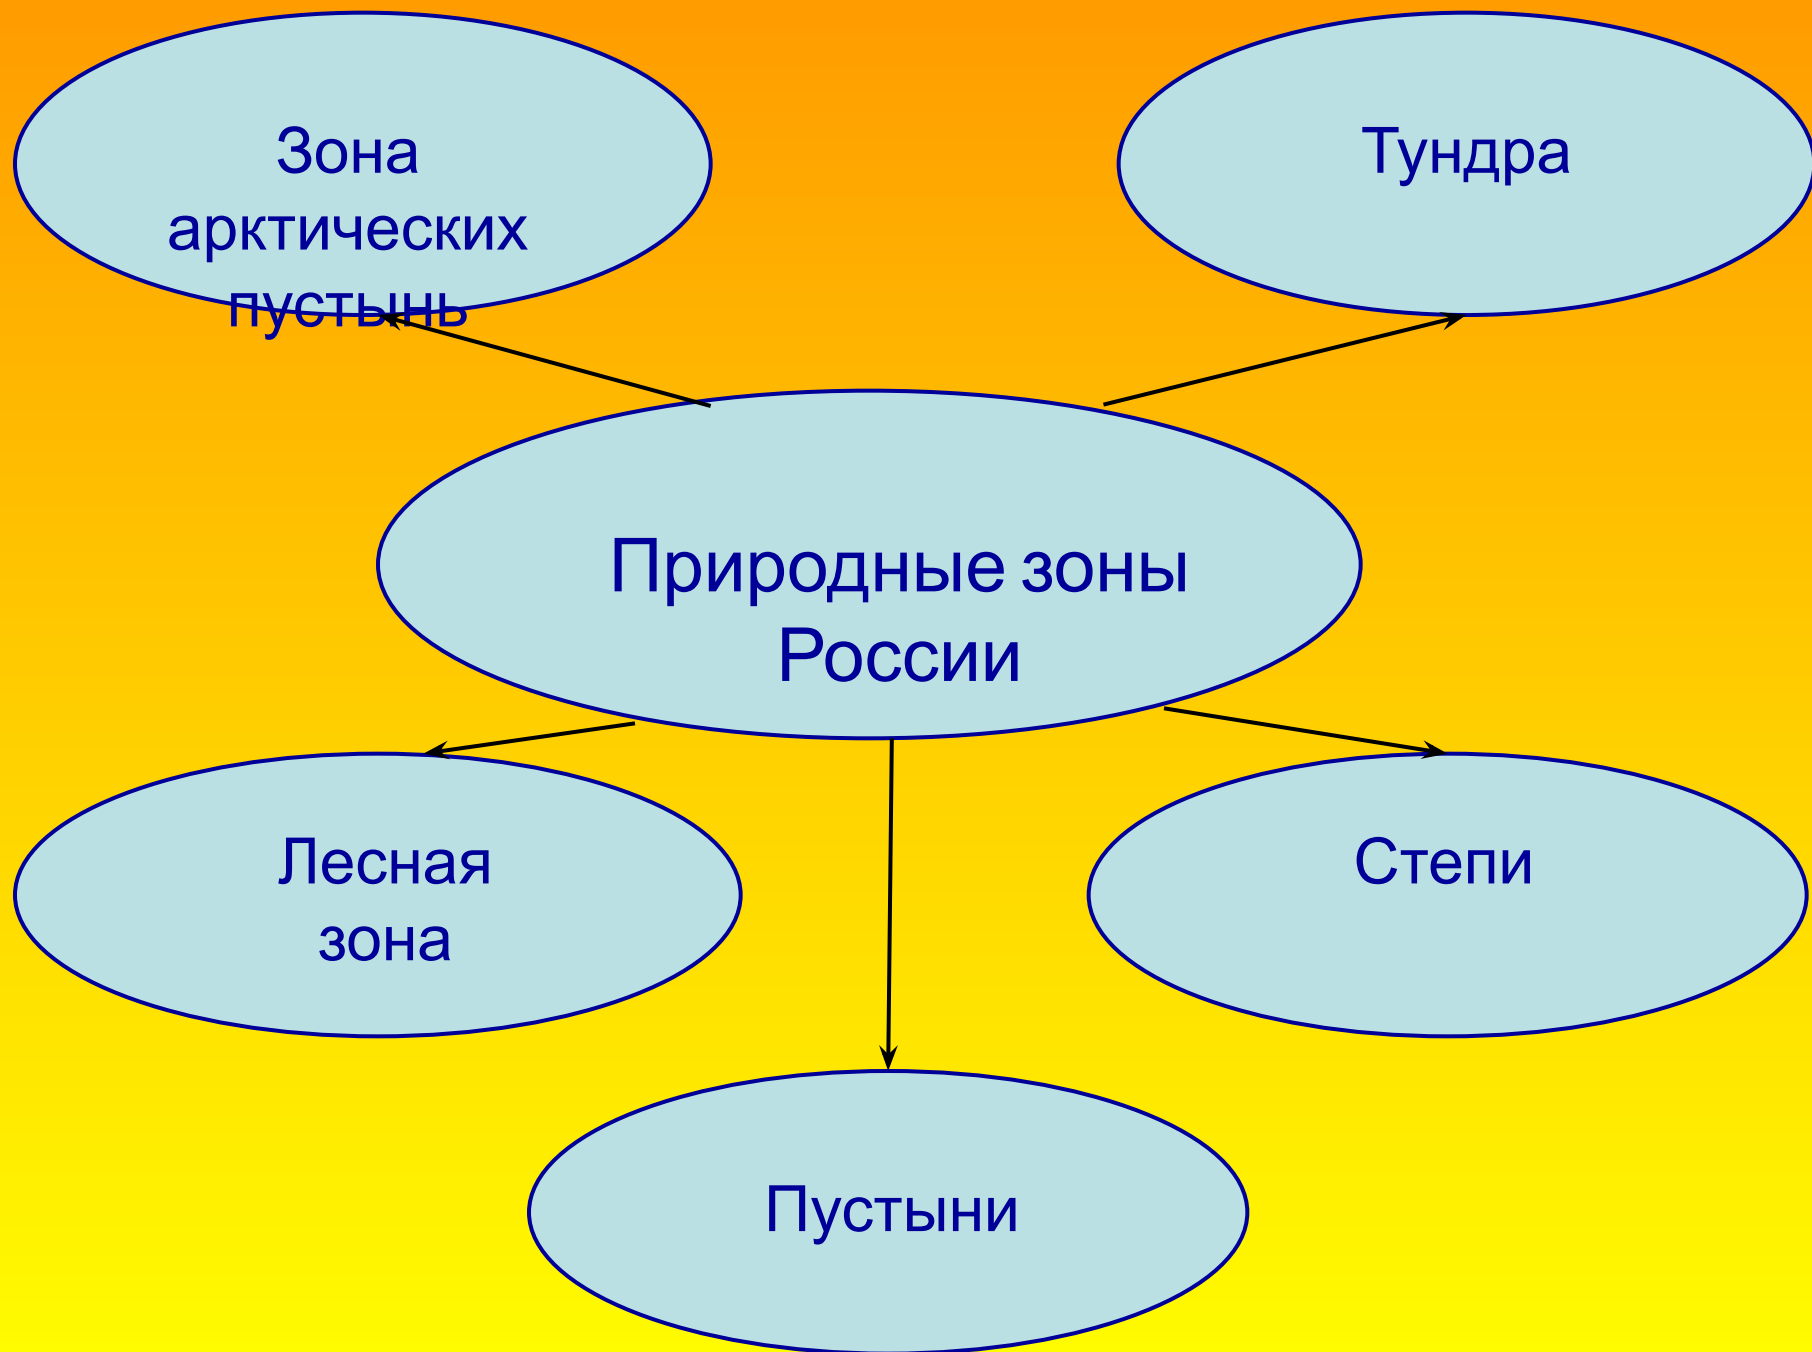 Зона
арктических
пустынь
Тундра
Природные зоны
России
Лесная
зона
Степи
Пустыни